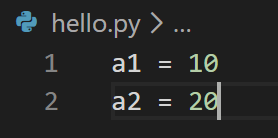 hello.py > ...
1 a1 = 10
2 a2 = 20